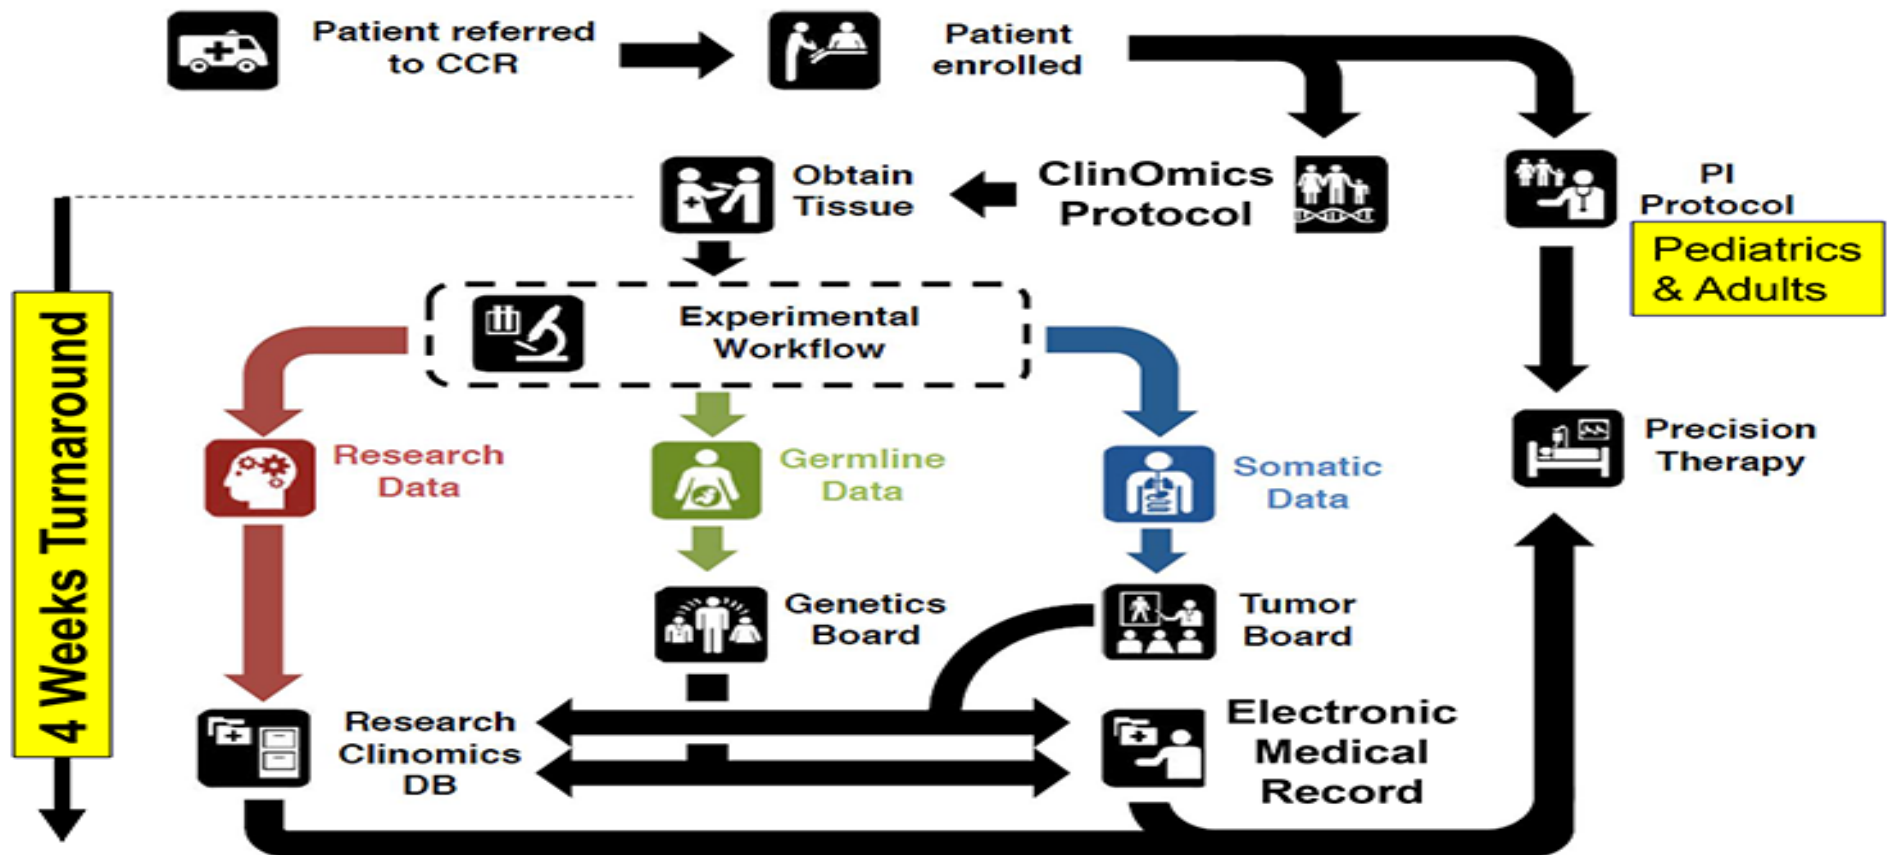 Patient referred
to CCR
Patient
enrolled
Obtain
Tissue
ClinOmics
Protocol
PI
Protocol
Pediatrics
& Adults
4 Weeks Turnaround
Experimental
Workflow
Research
Data
Germline
Data
Somatic
Data
Precision
Therapy
Genetics
Board
Tumor
Board
Research
Clinomics
DB
Electronic
Medical
Record